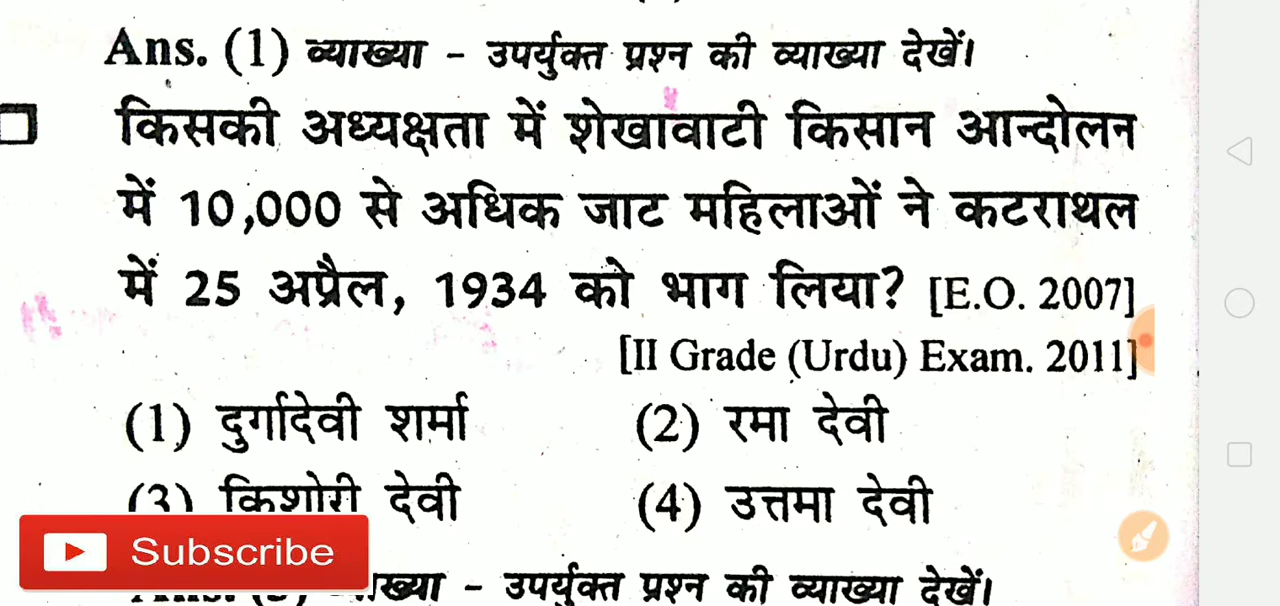 Ans. (1) व्याख्या - उपर्युक्त प्रश्न की व्याख्या देखें।
किसकी अध्यक्षता में शेखावाटी किसान आन्दोलन
में 10,000 से अधिक जाट महिलाओं ने कटराथल
में 25 अप्रैल, 1934 को भाग लिया? [E.O. 2007]
[II Grade (Urdu) Exam. 2011]
(1) दुर्गादेवी शर्मा (2) रमा देवी
(3) किशोरी देवी (4) उत्तमा देवी
Subscribe
- उपर्युक्त प्रश्न की व्याख्या देखें।